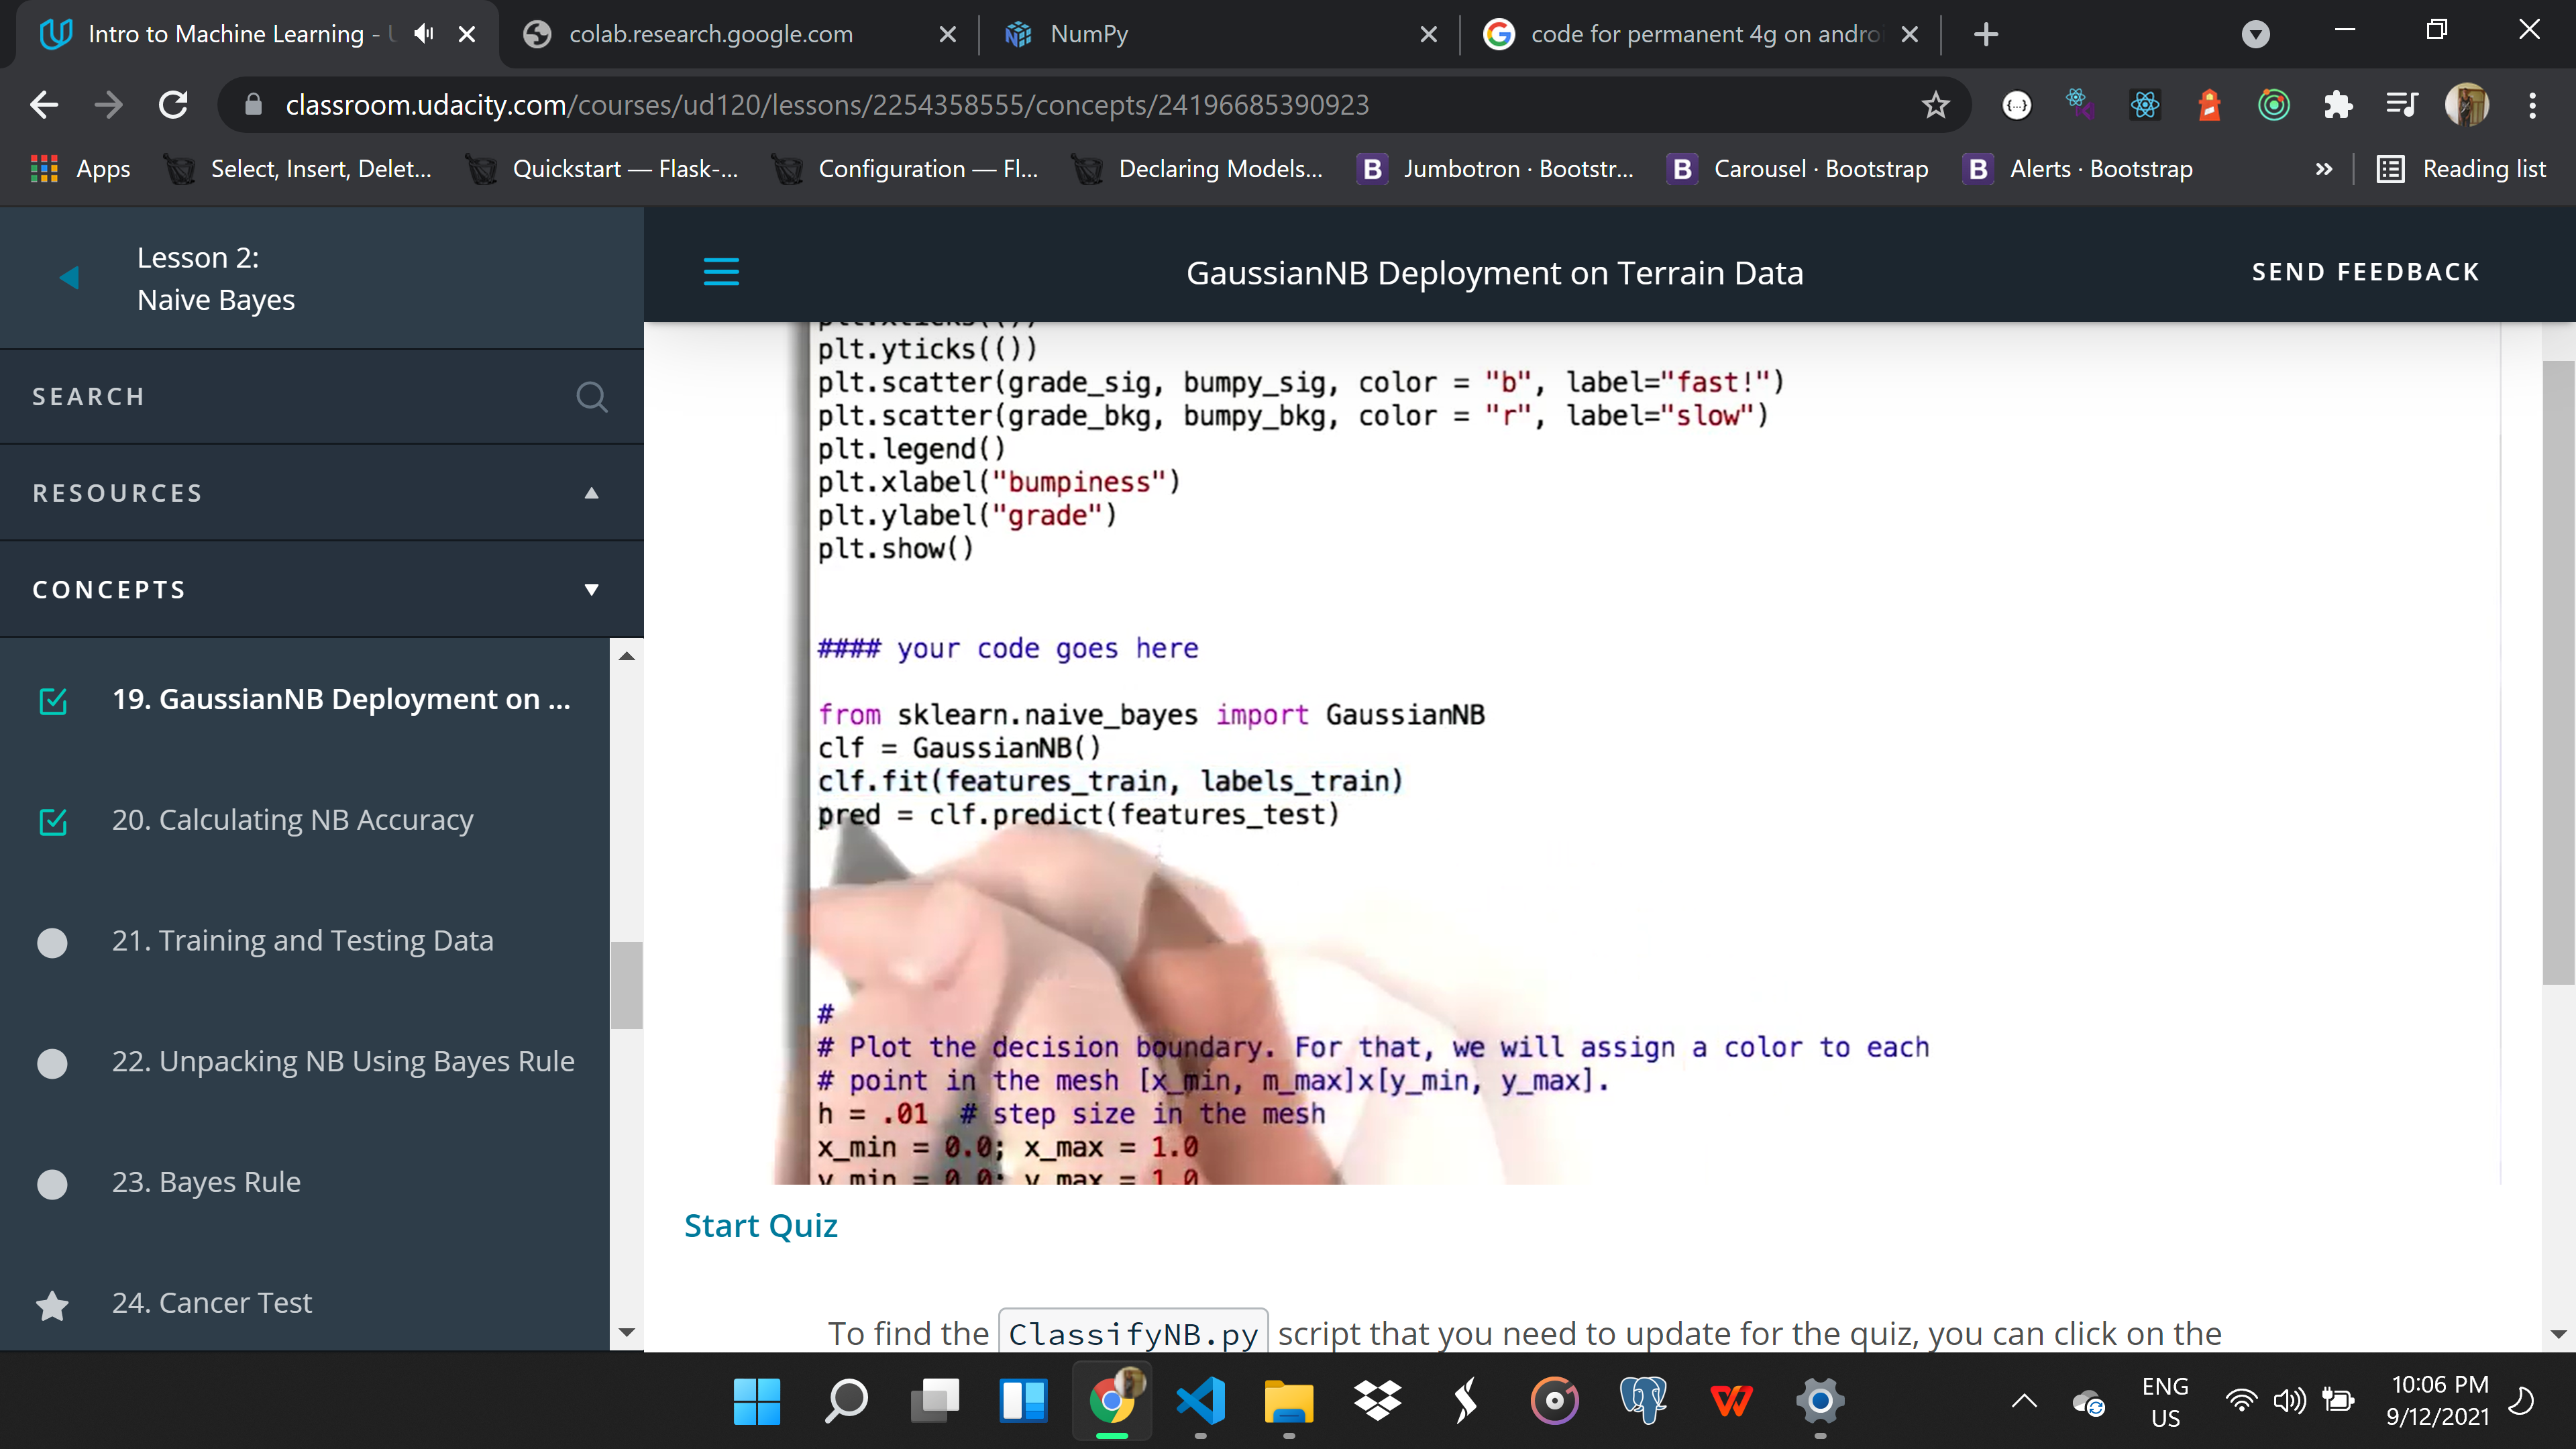 Intro to Machine Learning - U
colab.research.google.com
NumPy
code for permanent 4g on androi
classroom.udacity.com/courses/ud120/lessons/2254358555/concepts/24196685390923
Apps
Select, Insert, Delet...
Quickstart — Flask-...
Configuration — Fl...
Declaring Models...
Jumbotron · Bootstr...
Carousel · Bootstrap
Alerts · Bootstrap
»
Reading list
Lesson 2:
Naive Bayes
GaussianNB Deployment on Terrain Data
SEND FEEDBACK
SEARCH
RESOURCES
CONCEPTS
19. GaussianNB Deployment on ...
20. Calculating NB Accuracy
21. Training and Testing Data
22. Unpacking NB Using Bayes Rule
23. Bayes Rule
24. Cancer Test
plt.xticks(())
plt.yticks(())
plt.scatter(grade_sig, bumpy_sig, color = "b", label="fast!")
plt.scatter(grade_bkg, bumpy_bkg, color = "r", label="slow")
plt.legend()
plt.xlabel("bumpiness")
plt.ylabel("grade")
plt.show()
#### your code goes here
from sklearn.naive_bayes import GaussianNB
clf = GaussianNB()
clf.fit(features_train, labels_train)
pred = clf.predict(features_test)
#
# Plot the decision boundary. For that, we will assign a color to each
# point in the mesh [x_min, m_max]x[y_min, y_max].
h = .01  # step size in the mesh
x_min = 0.0; x_max = 1.0
y_min = 0.0; y_max = 1.0
Start Quiz
To find the ClassifyNB.py script that you need to update for the quiz, you can click on the
ENG
US
10:06 PM
9/12/2021